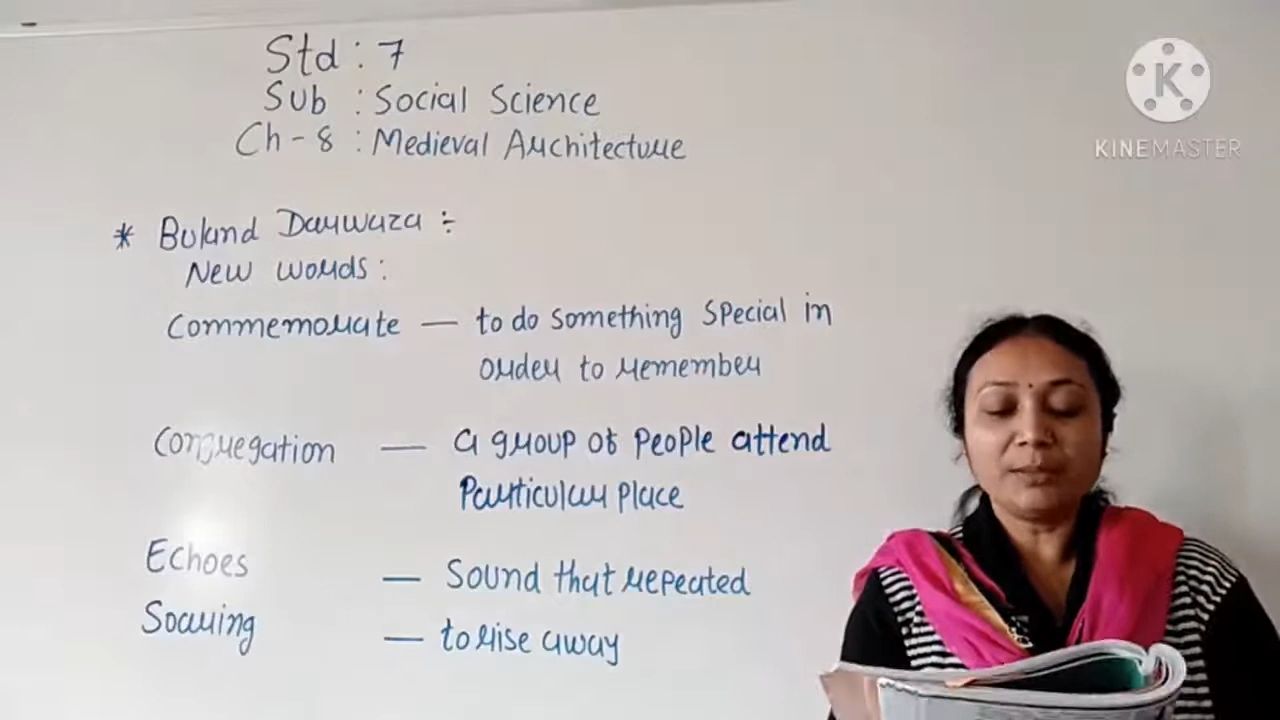 Std : 7
Sub : Social Science
Ch - 8 : Medieval Architecture
KINEMASTER
* Buland Darwaza :-
New words :
Commemorate — to do something special in
order to remember
Congregation — a group of people attend
Particular place
Echoes — Sound that repeated
Soaring — to rise away